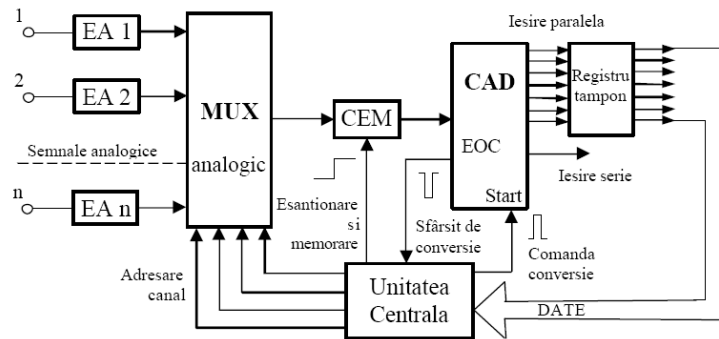 1
EA 1
2
EA 2
Semnale analogice
n
EA n
MUX
analogic
Adresare
canal
CEM
Esantionare
si
memorare
CAD
EOC
Start
Sfârsit de
conversie
Comanda
conversie
Unitatea
Centrala
Iesire paralela
Registru
tampon
Iesire serie
DATE